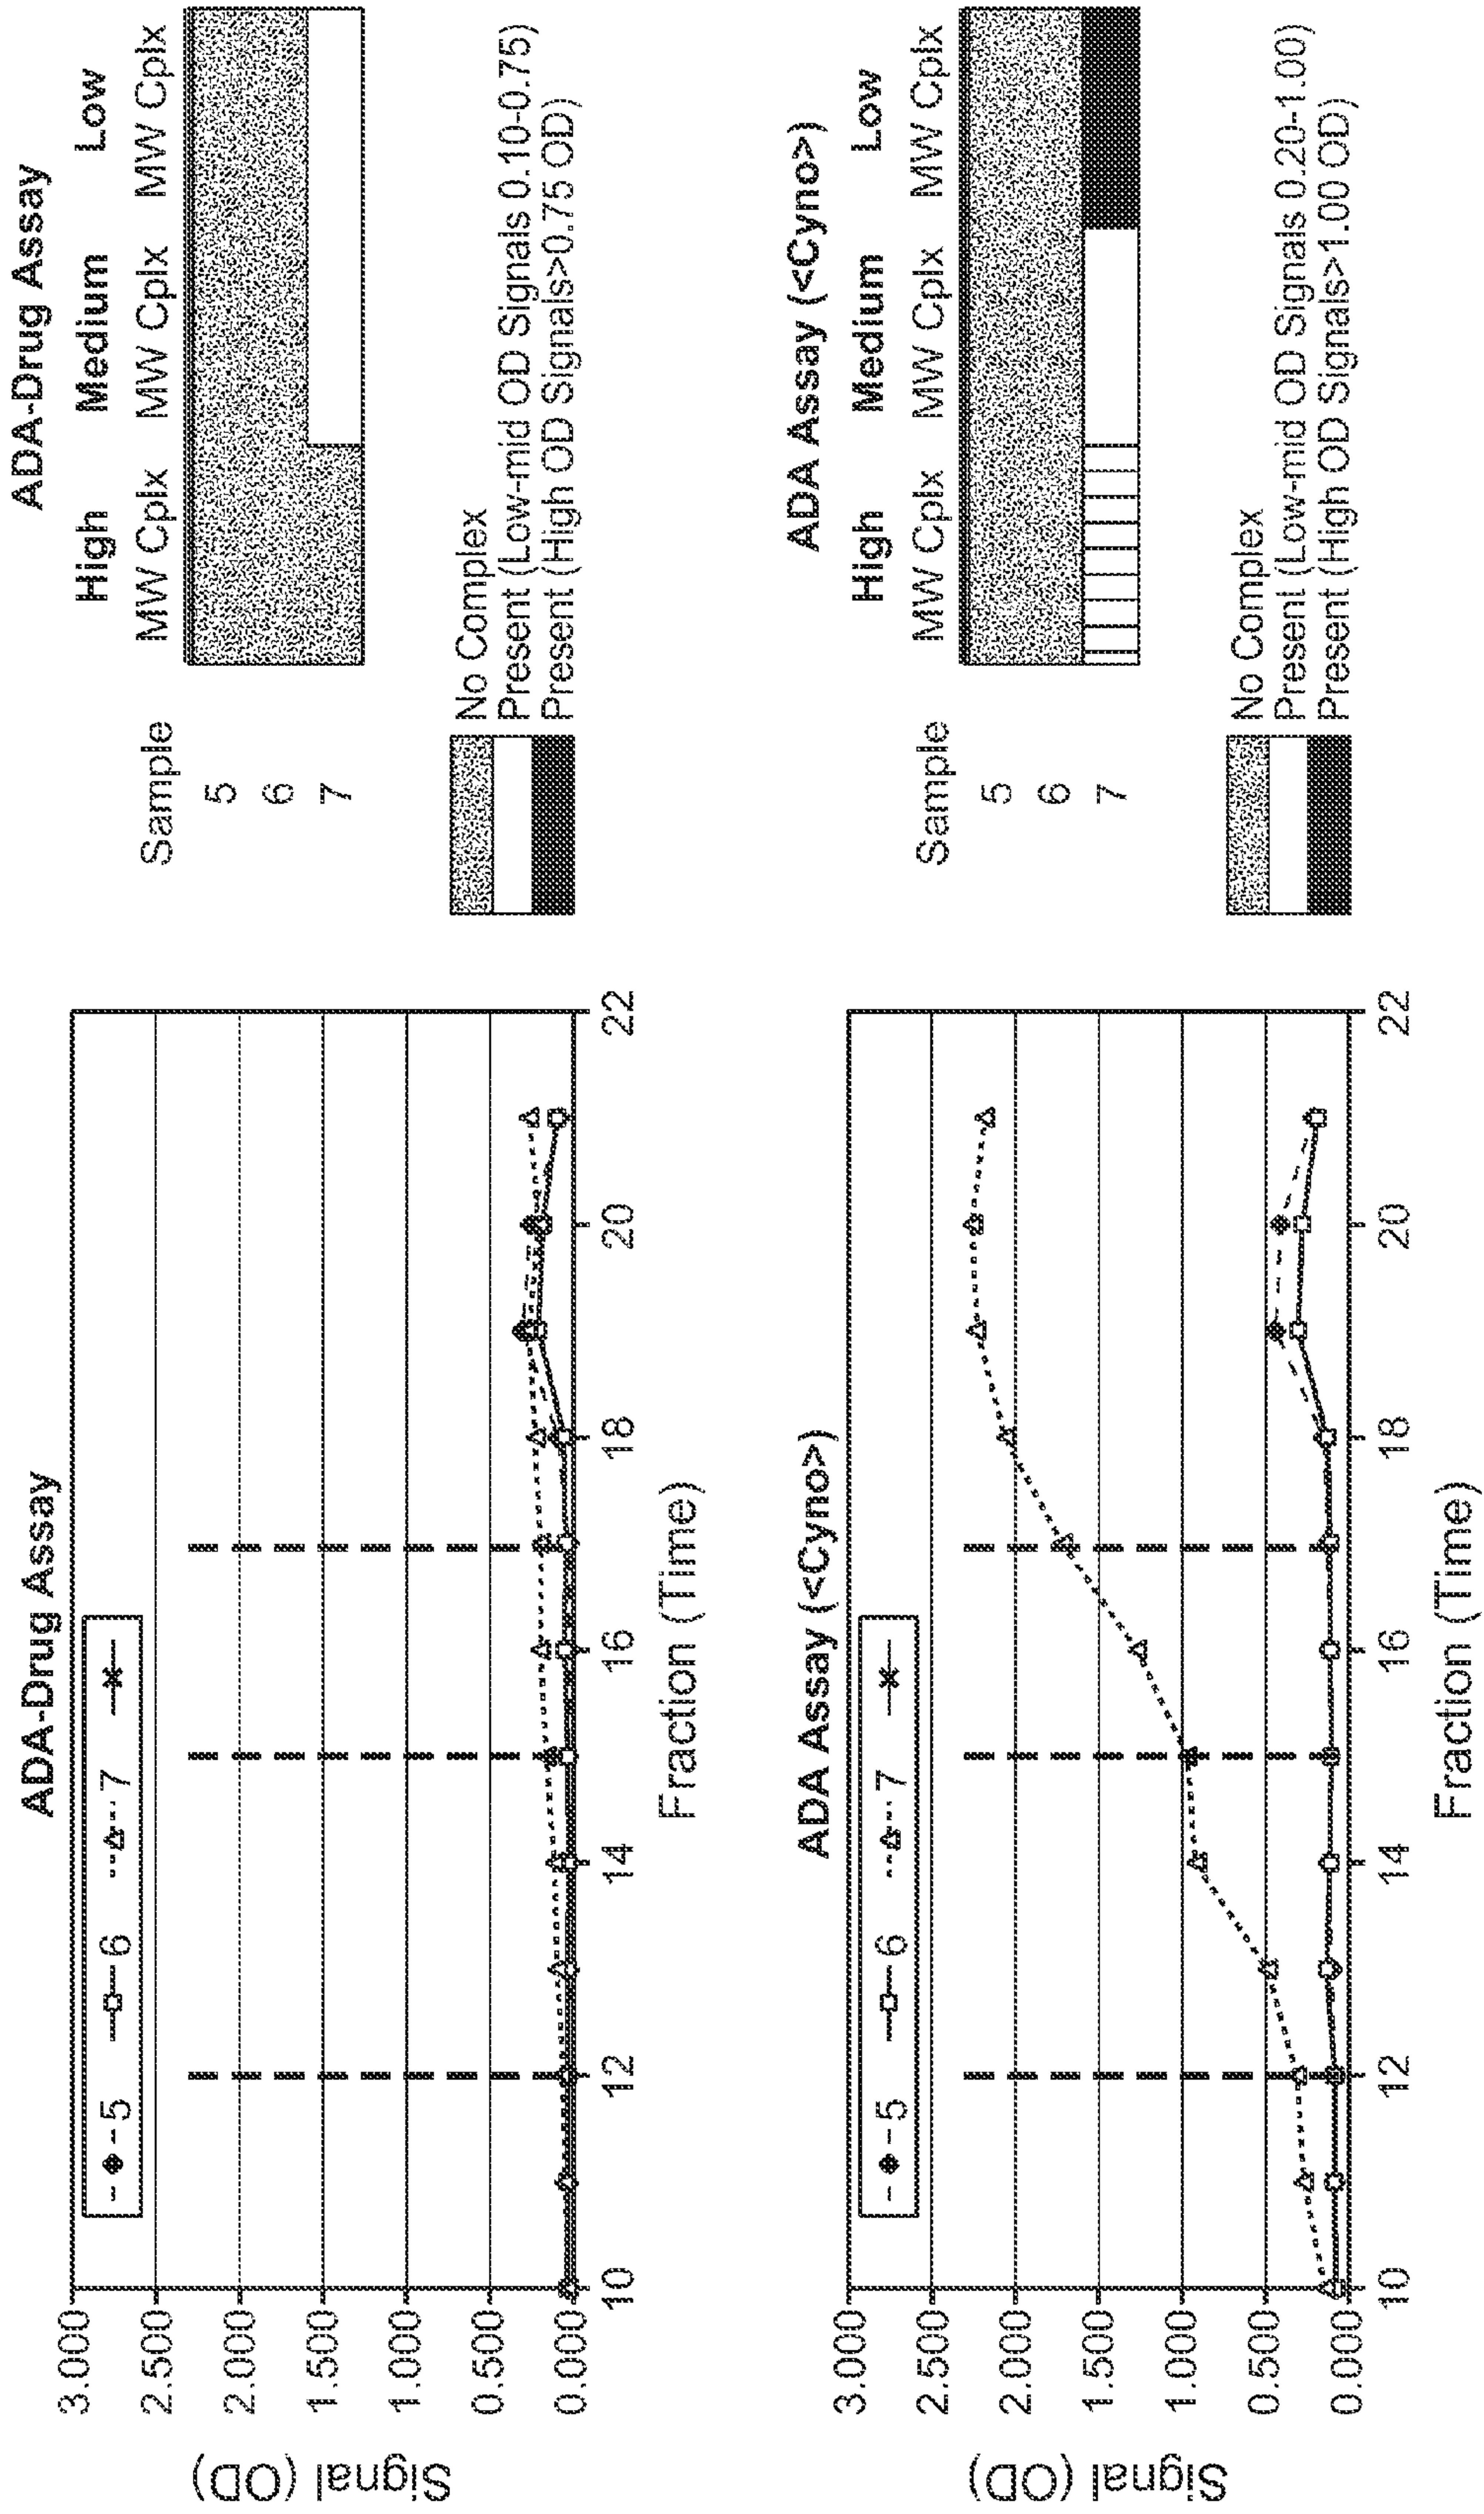 ADA-Drug Assay
5 6 7
3.000
2.500
2.000
1.500
1.000
0.500
0.000
Signal (OD)
10 12 14 16 18 20 22
Fraction (Time)
ADA-Drug Assay
High Medium Low
Sample MW Cplx MW Cplx MW Cplx
5
6
7
No Complex
Present (Low-mid OD Signals 0.10-0.75)
Present (High OD Signals>0.75 OD)
ADA Assay (<Cyno>)
5 6 7
3.000
2.500
2.000
1.500
1.000
0.500
0.000
Signal (OD)
10 12 14 16 18 20 22
Fraction (Time)
ADA Assay (<Cyno>)
High Medium Low
Sample MW Cplx MW Cplx MW Cplx
5
6
7
No Complex
Present (Low-mid OD Signals 0.20-1.00)
Present (High OD Signals>1.00 OD)